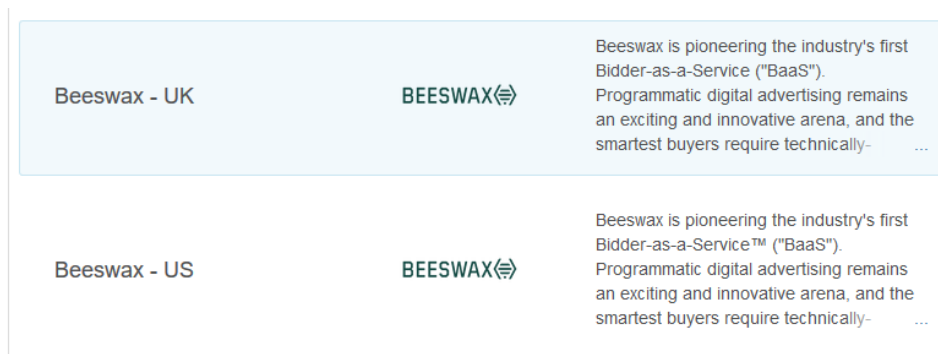 Beeswax - UK
BEESWAX
Beeswax is pioneering the industry's first
Bidder-as-a-Service ("BaaS").
Programmatic digital advertising remains
an exciting and innovative arena, and the
smartest buyers require technically- ...
Beeswax - US
BEESWAX
Beeswax is pioneering the industry's first
Bidder-as-a-Service™ ("BaaS").
Programmatic digital advertising remains
an exciting and innovative arena, and the
smartest buyers require technically- ...